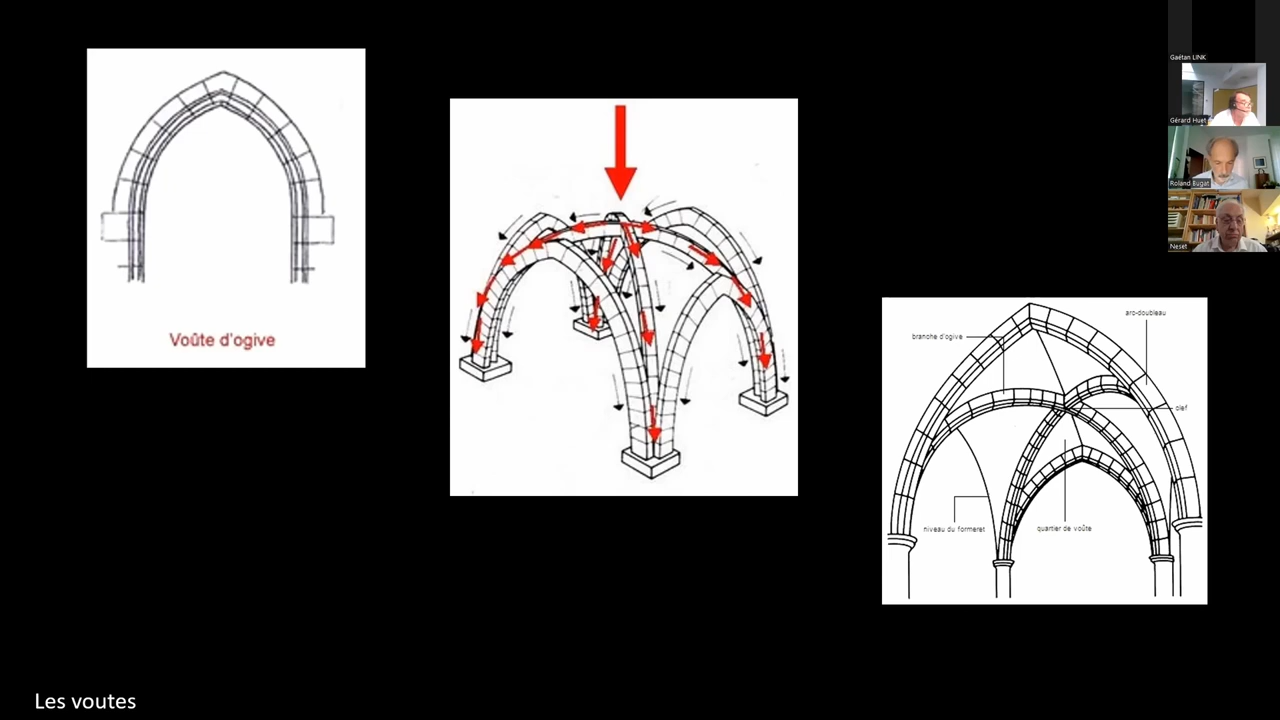 Voûte d'ogive
branche d'ogive
arc-doubleau
clef
niveau du formeret
quartier de voûte
Les voutes
Gaëtan LINK
Gérard Huet
Roland Bugat
Neset